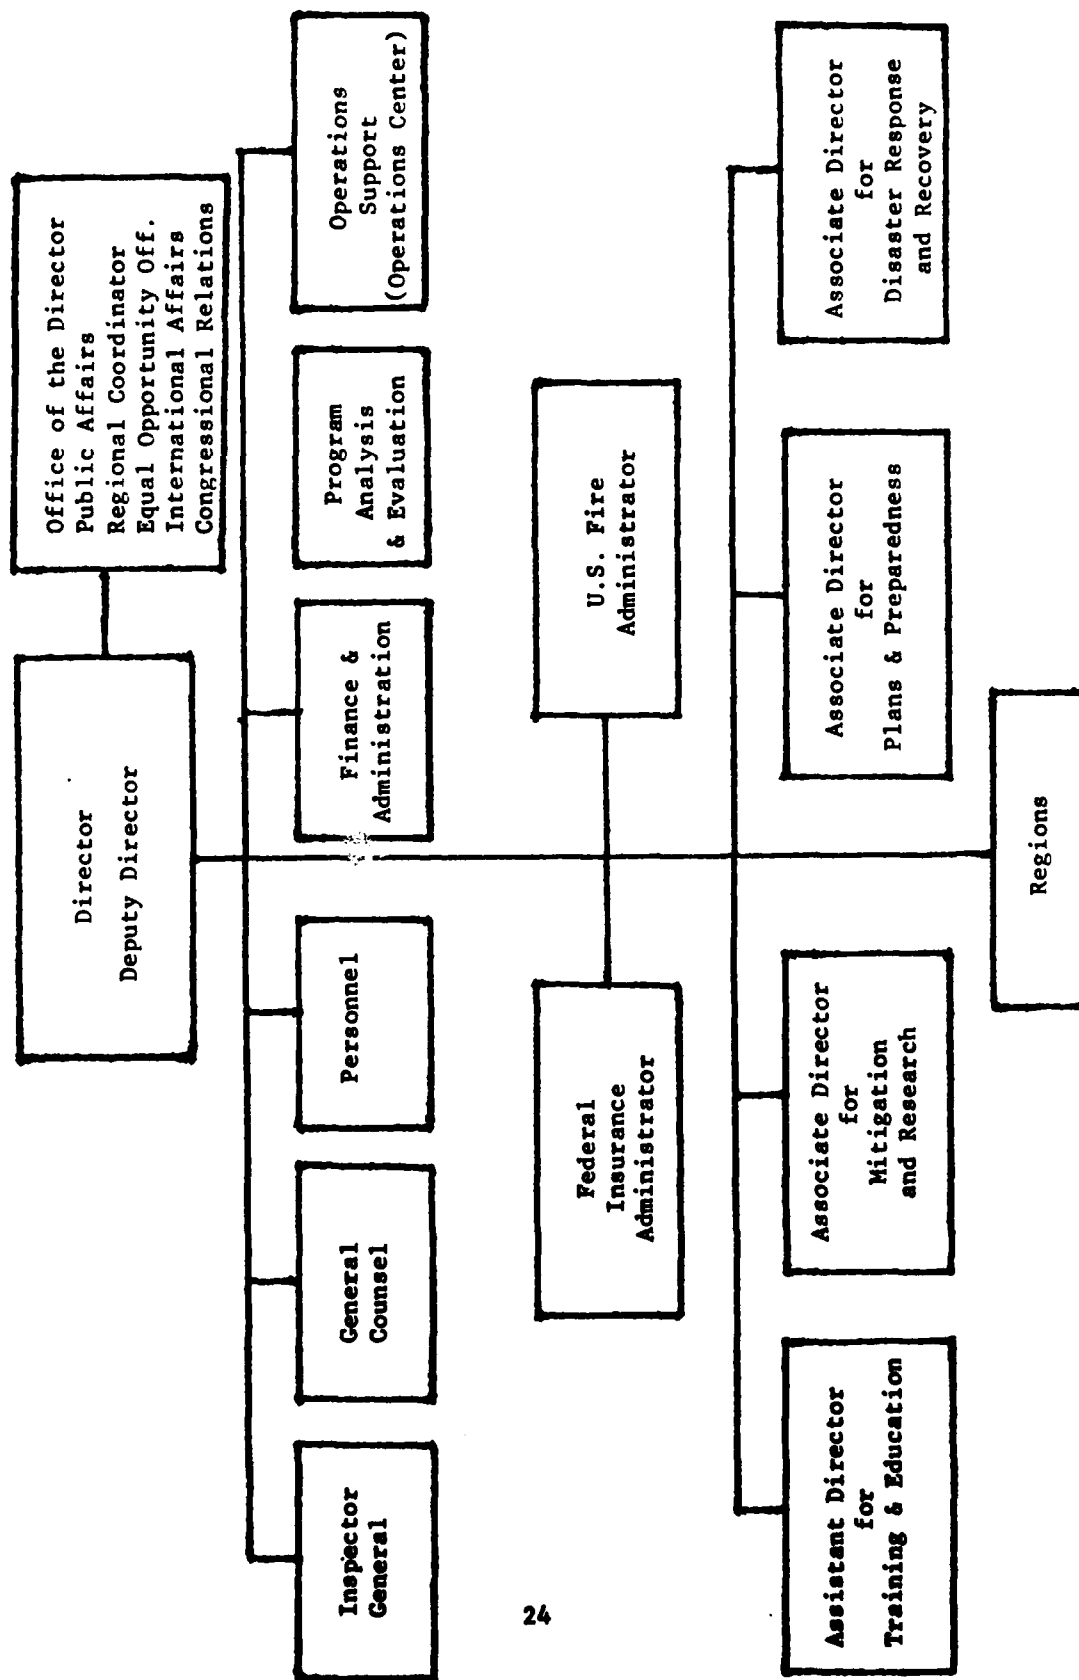 Director
Deputy Director
Office of the Director
Public Affairs
Regional Coordinator
Equal Opportunity Off.
International Affairs
Congressional Relations
Inspector
General
General
Counsel
Personnel
Finance &
Administration
Program
Analysis
& Evaluation
Operations
Support
(Operations Center)
Federal
Insurance
Administrator
U.S. Fire
Administrator
Assistant Director
for
Training & Education
Associate Director
for
Mitigation
and Research
Associate Director
for
Plans & Preparedness
Associate Director
for
Disaster Response
and Recovery
Regions
24